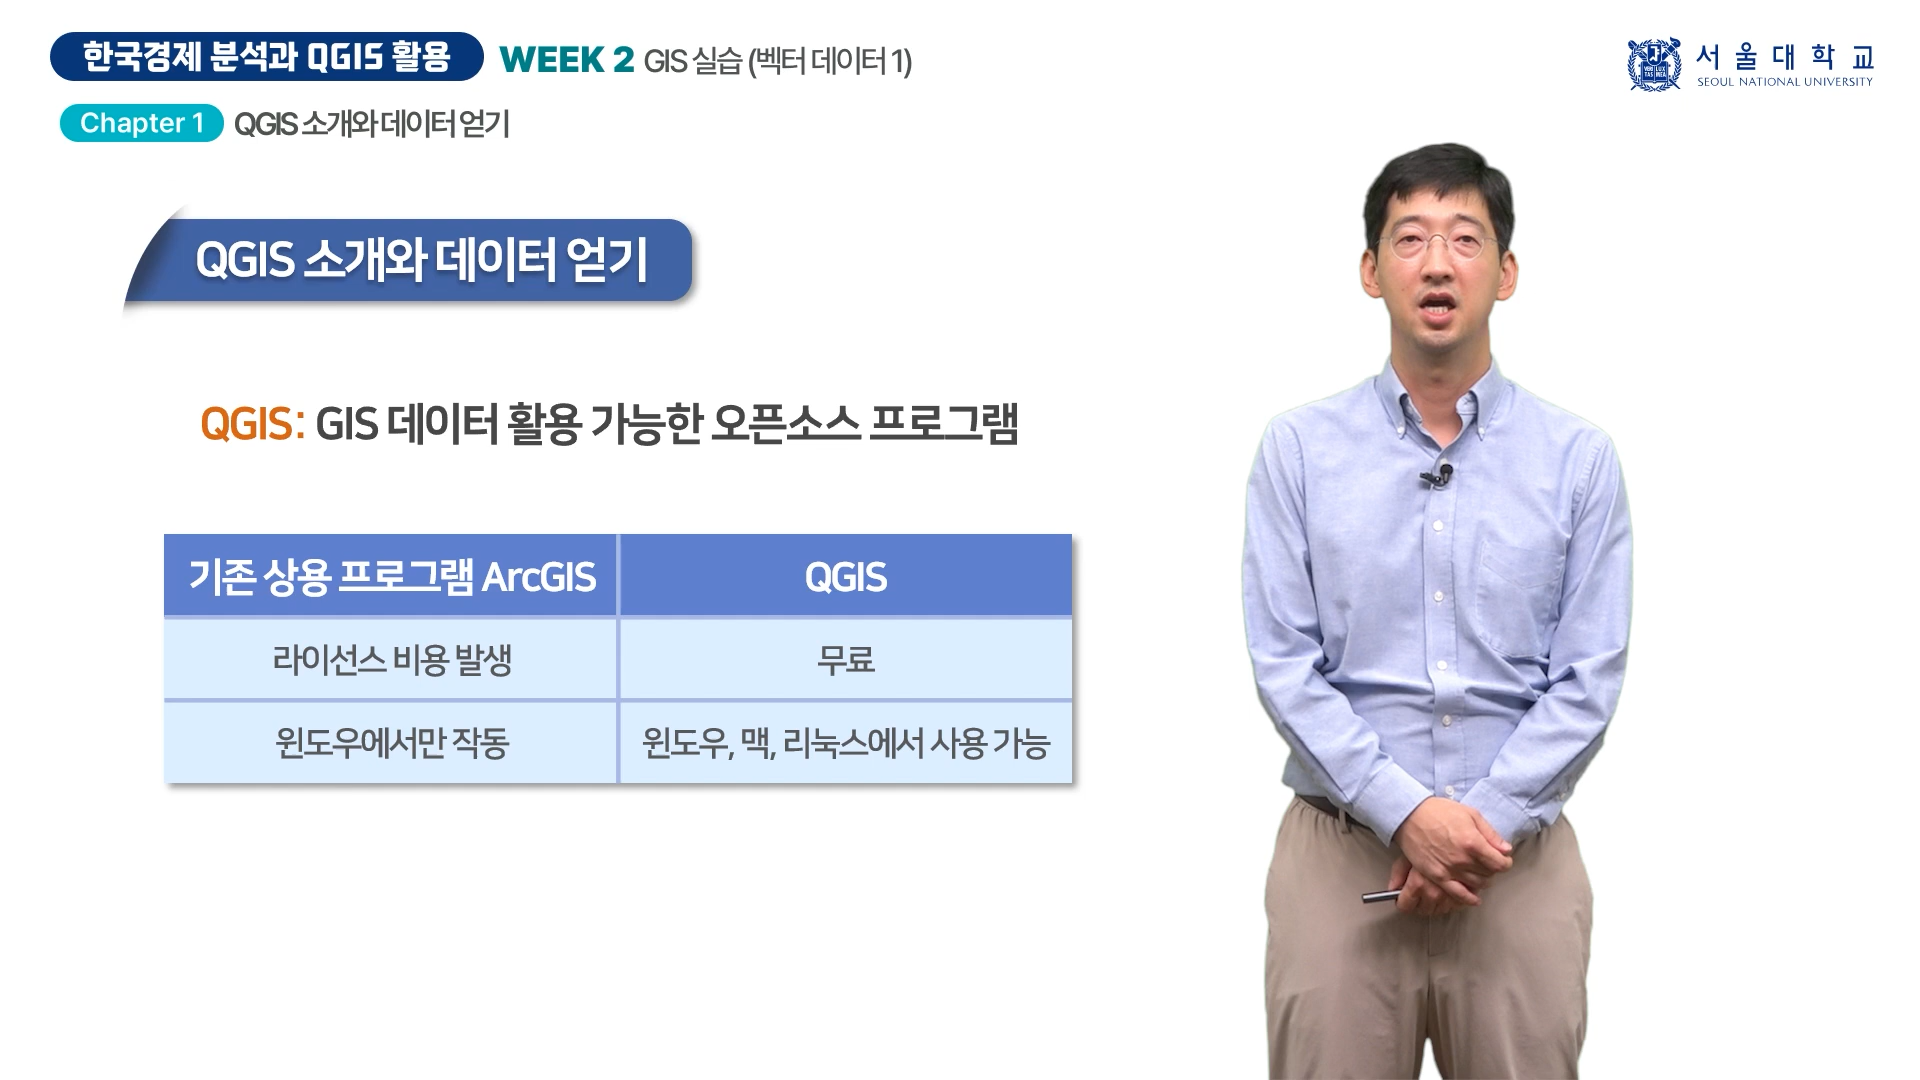 한국경제 분석과 QGIS 활용 WEEK 2 GIS 실습 (벡터 데이터 1)
서울대학교
SEOUL NATIONAL UNIVERSITY
Chapter 1 QGIS 소개와 데이터 얻기
QGIS 소개와 데이터 얻기
QGIS: GIS 데이터 활용 가능한 오픈소스 프로그램
기존 상용 프로그램 ArcGIS QGIS
라이선스 비용 발생 무료
윈도우에서만 작동 윈도우, 맥, 리눅스에서 사용 가능